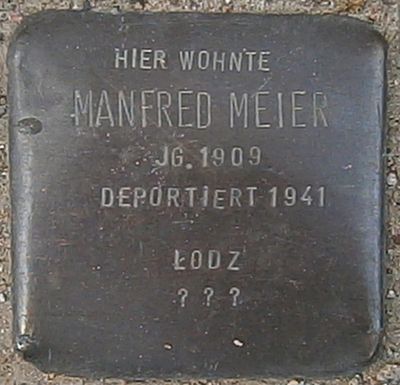 HIER WOHNTE
MANFRED MEIER
JG. 1909
DEPORTIERT 1941
ŁODZ
? ? ?